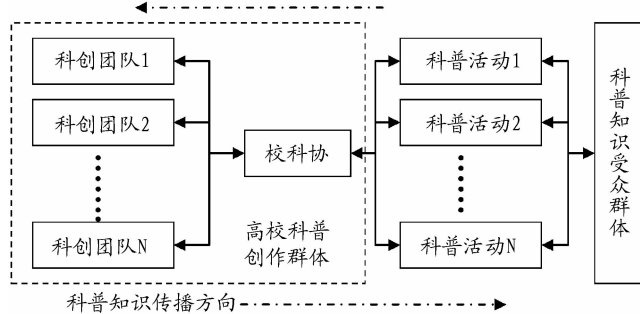 科创团队1
科创团队2
科创团队N
校科协
高校科普
创作群体
科普活动1
科普活动2
科普活动N
科普知识受众群体
科普知识传播方向